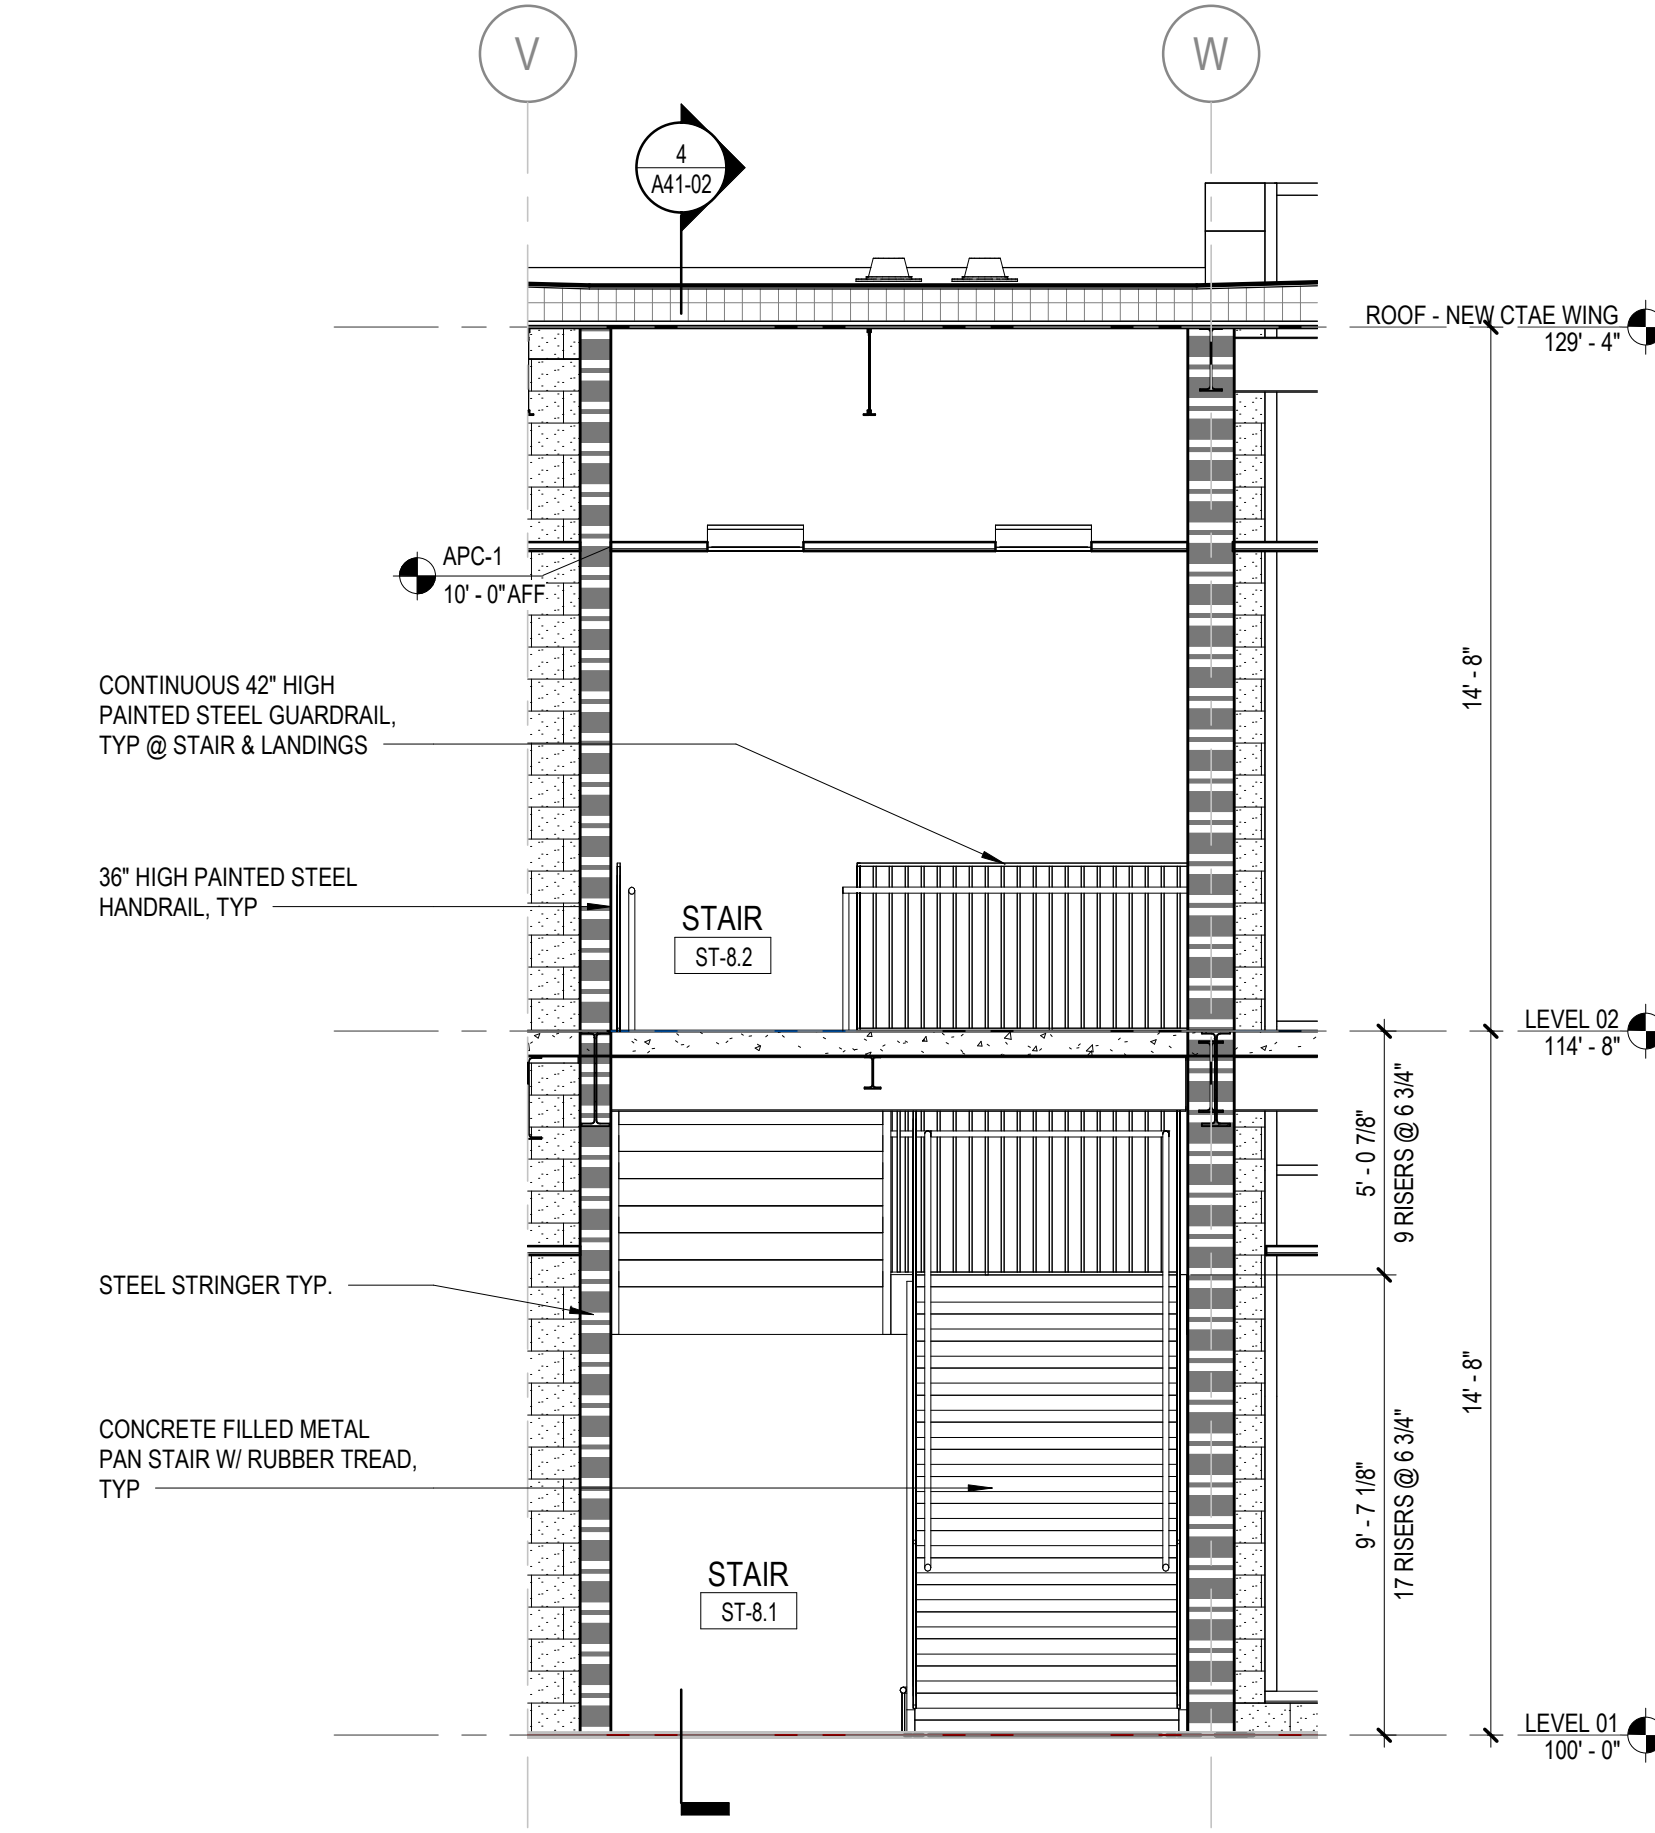 V
W
4
A41-02
ROOF - NEW CTAE WING
129' - 4"
APC-1
10' - 0"AFF
14' - 8"
CONTINUOUS 42" HIGH
PAINTED STEEL GUARDRAIL,
TYP @ STAIR & LANDINGS
36" HIGH PAINTED STEEL
HANDRAIL, TYP
STAIR
ST-8.2
LEVEL 02
114' - 8"
5' - 0 7/8"
9 RISERS @ 6 3/4"
STEEL STRINGER TYP.
14' - 8"
CONCRETE FILLED METAL
PAN STAIR W/ RUBBER TREAD,
TYP
9' - 7 1/8"
17 RISERS @ 6 3/4"
STAIR
ST-8.1
LEVEL 01
100' - 0"